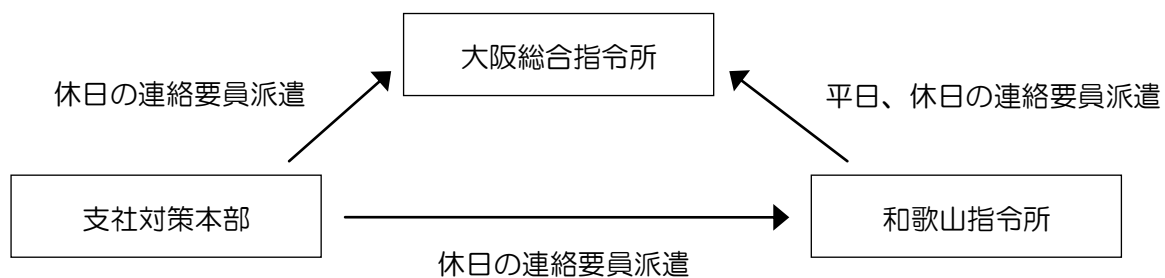 大阪総合指令所
休日の連絡要員派遣
平日、休日の連絡要員派遣
支社対策本部
和歌山指令所
休日の連絡要員派遣